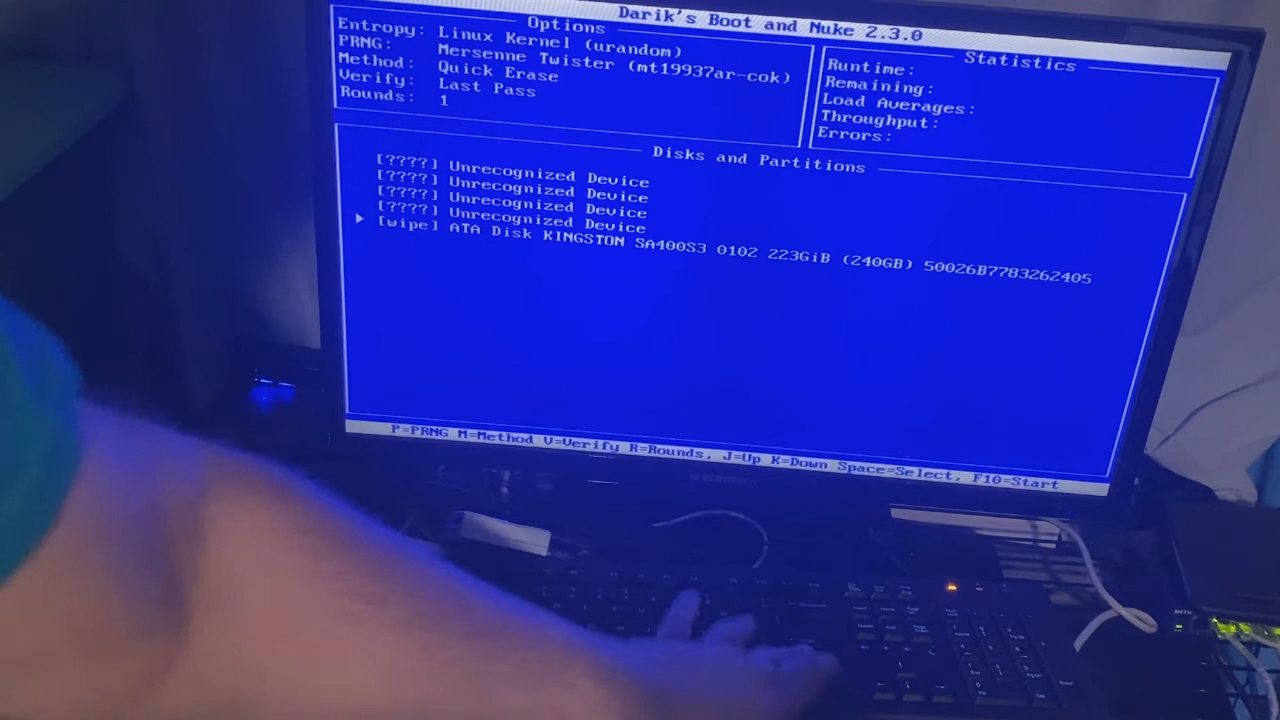 Darik's Boot and Nuke 2.3.0
Options
Entropy: Linux Kernel (urandom)
PRNG: Mersenne Twister (mt19937ar-cok)
Method: Quick Erase
Verify: Last Pass
Rounds: 1
Statistics
Runtime:
Remaining:
Load Averages:
Throughput:
Errors:
Disks and Partitions
[????] Unrecognized Device
[????] Unrecognized Device
[????] Unrecognized Device
[????] Unrecognized Device
▶ [wipe] ATA Disk KINGSTON SA400S3 0102 223GiB (240GB) 50026B7783262405
P=PRNG M=Method V=Verify R=Rounds, J=Up K=Down Space=Select, F10=Start